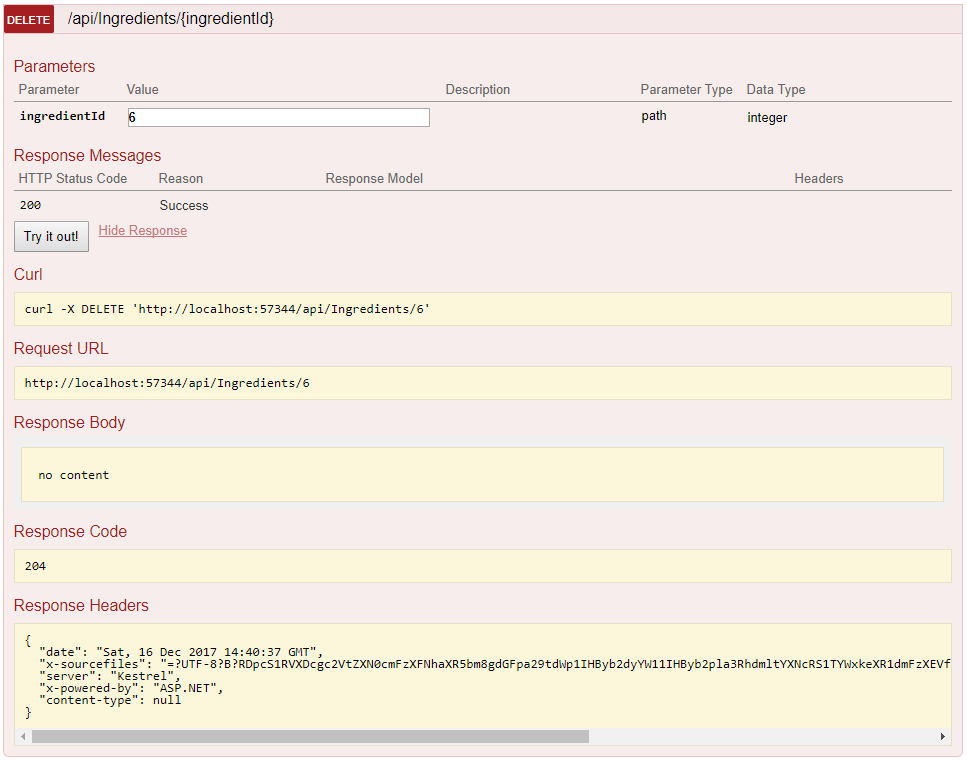 DELETE /api/Ingredients/{ingredientId}
Parameters
Parameter Value Description Parameter Type Data Type
ingredientId 6 path integer
Response Messages
HTTP Status Code Reason Response Model Headers
200 Success
Try it out! Hide Response
Curl
curl -X DELETE 'http://localhost:57344/api/Ingredients/6'
Request URL
http://localhost:57344/api/Ingredients/6
Response Body
no content
Response Code
204
Response Headers
{
"date": "Sat, 16 Dec 2017 14:40:37 GMT",
"x-sourcefiles": "=?UTF-8?B?RDpcS1RVXDcgc2VtZXN0cmFzXFNhaXR5bm8gdGFpa29tdWp1IHByb2dyYW11IHByb2pla3RhdmltYXNcRS1TYWxkeXR1dmFzXEVf
"server": "Kestrel",
"x-powered-by": "ASP.NET",
"content-type": null
}